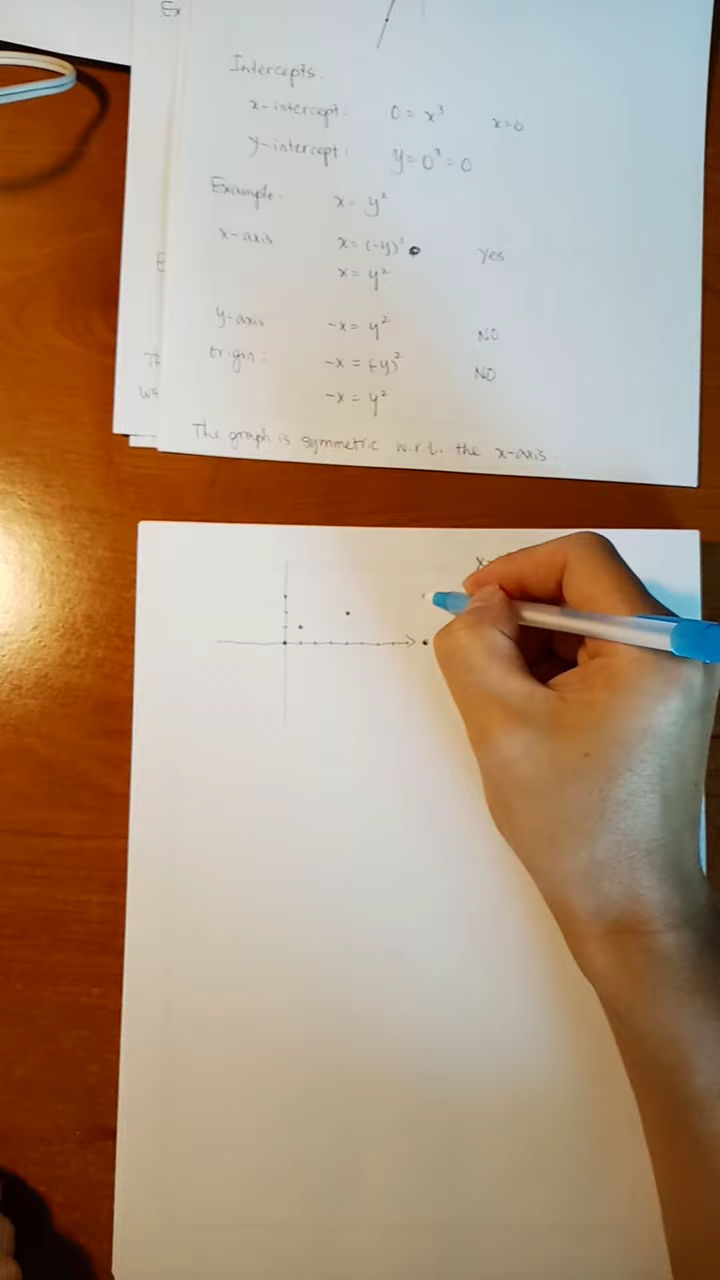 Ex
Intercepts.
x-intercept: 0 = x³ x=0
y-intercept: y = 0³ = 0
Example. x = y²
x-axis x = (-y)² Yes
x = y²
y-axis -x = y² NO
origin: -x = (-y)² NO
-x = y²
The graph is symmetric w.r.t. the x-axis.